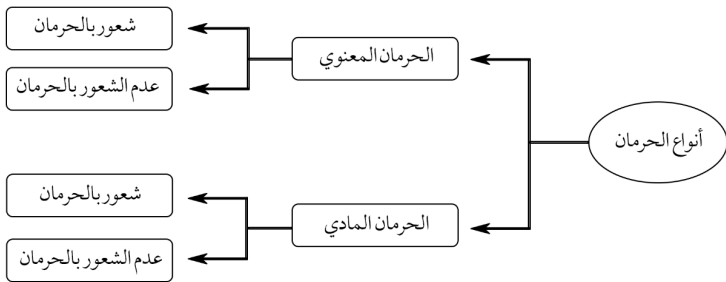 أنواع الحرمان
الحرمان المعنوي
شعور بالحرمان
عدم الشعور بالحرمان
الحرمان المادي
شعور بالحرمان
عدم الشعور بالحرمان